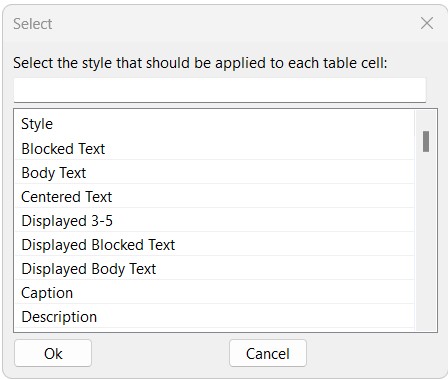 Select
Select the style that should be applied to each table cell:
Style
Blocked Text
Body Text
Centered Text
Displayed 3-5
Displayed Blocked Text
Displayed Body Text
Caption
Description
Ok
Cancel